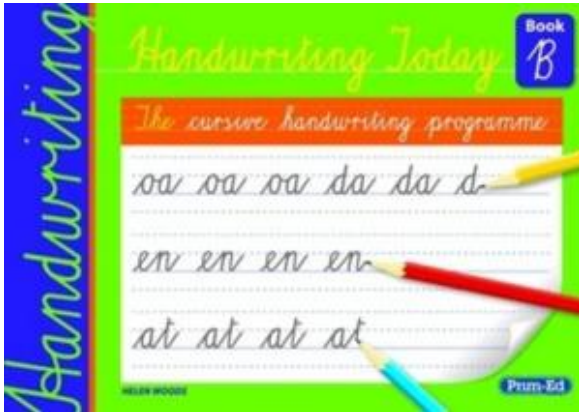 Handwriting
Handwriting Today
Book
B
The cursive handwriting programme
oa oa oa da da d
en en en en
at at at at
HELEN WOODS
Prim-Ed